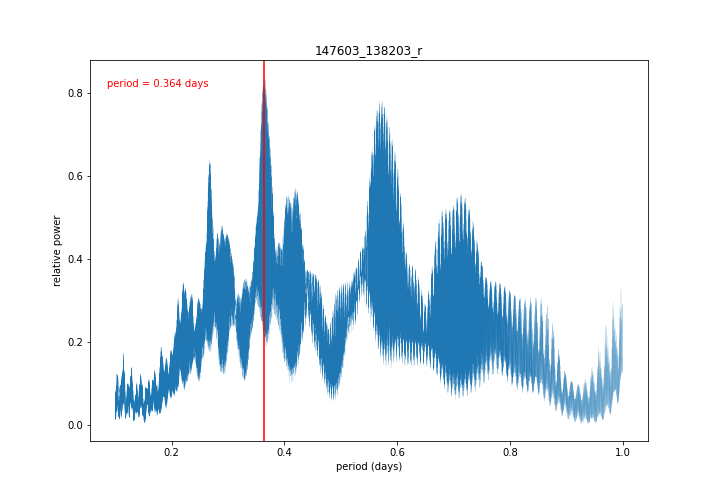 147603_138203_r
period = 0.364 days
relative power
0.8
0.6
0.4
0.2
0.0
0.2 0.4 0.6 0.8 1.0
period (days)